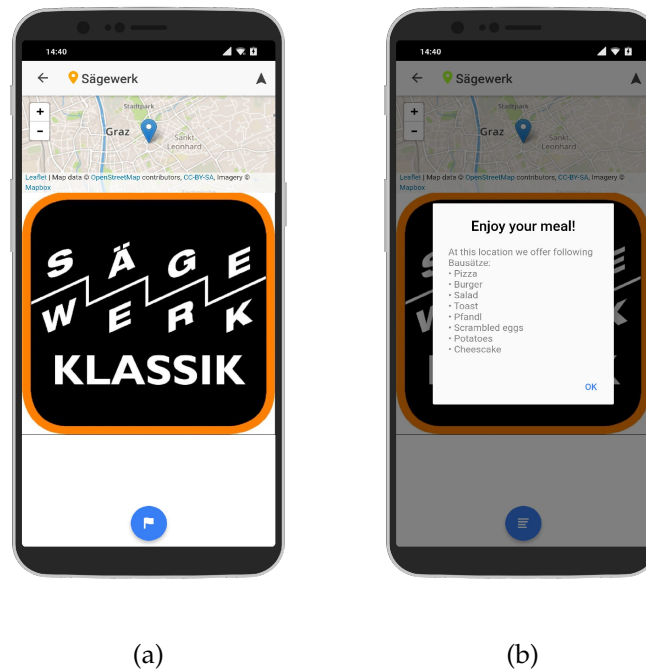 14:40
Sägewerk
+
-
Stadtpark
Graz
Sankt
Leonhard
Leaflet | Map data © OpenStreetMap contributors, CC-BY-SA, Imagery ©
Mapbox
SÄGE
WERK
KLASSIK
(a)
14:40
Sägewerk
+
-
Stadtpark
Graz
Sankt
Leonhard
Leaflet | Map data © OpenStreetMap contributors, CC-BY-SA, Imagery ©
Mapbox
Enjoy your meal!
At this location we offer following
Bausätze:
• Pizza
• Burger
• Salad
• Toast
• Pfandl
• Scrambled eggs
• Potatoes
• Cheescake
OK
(b)